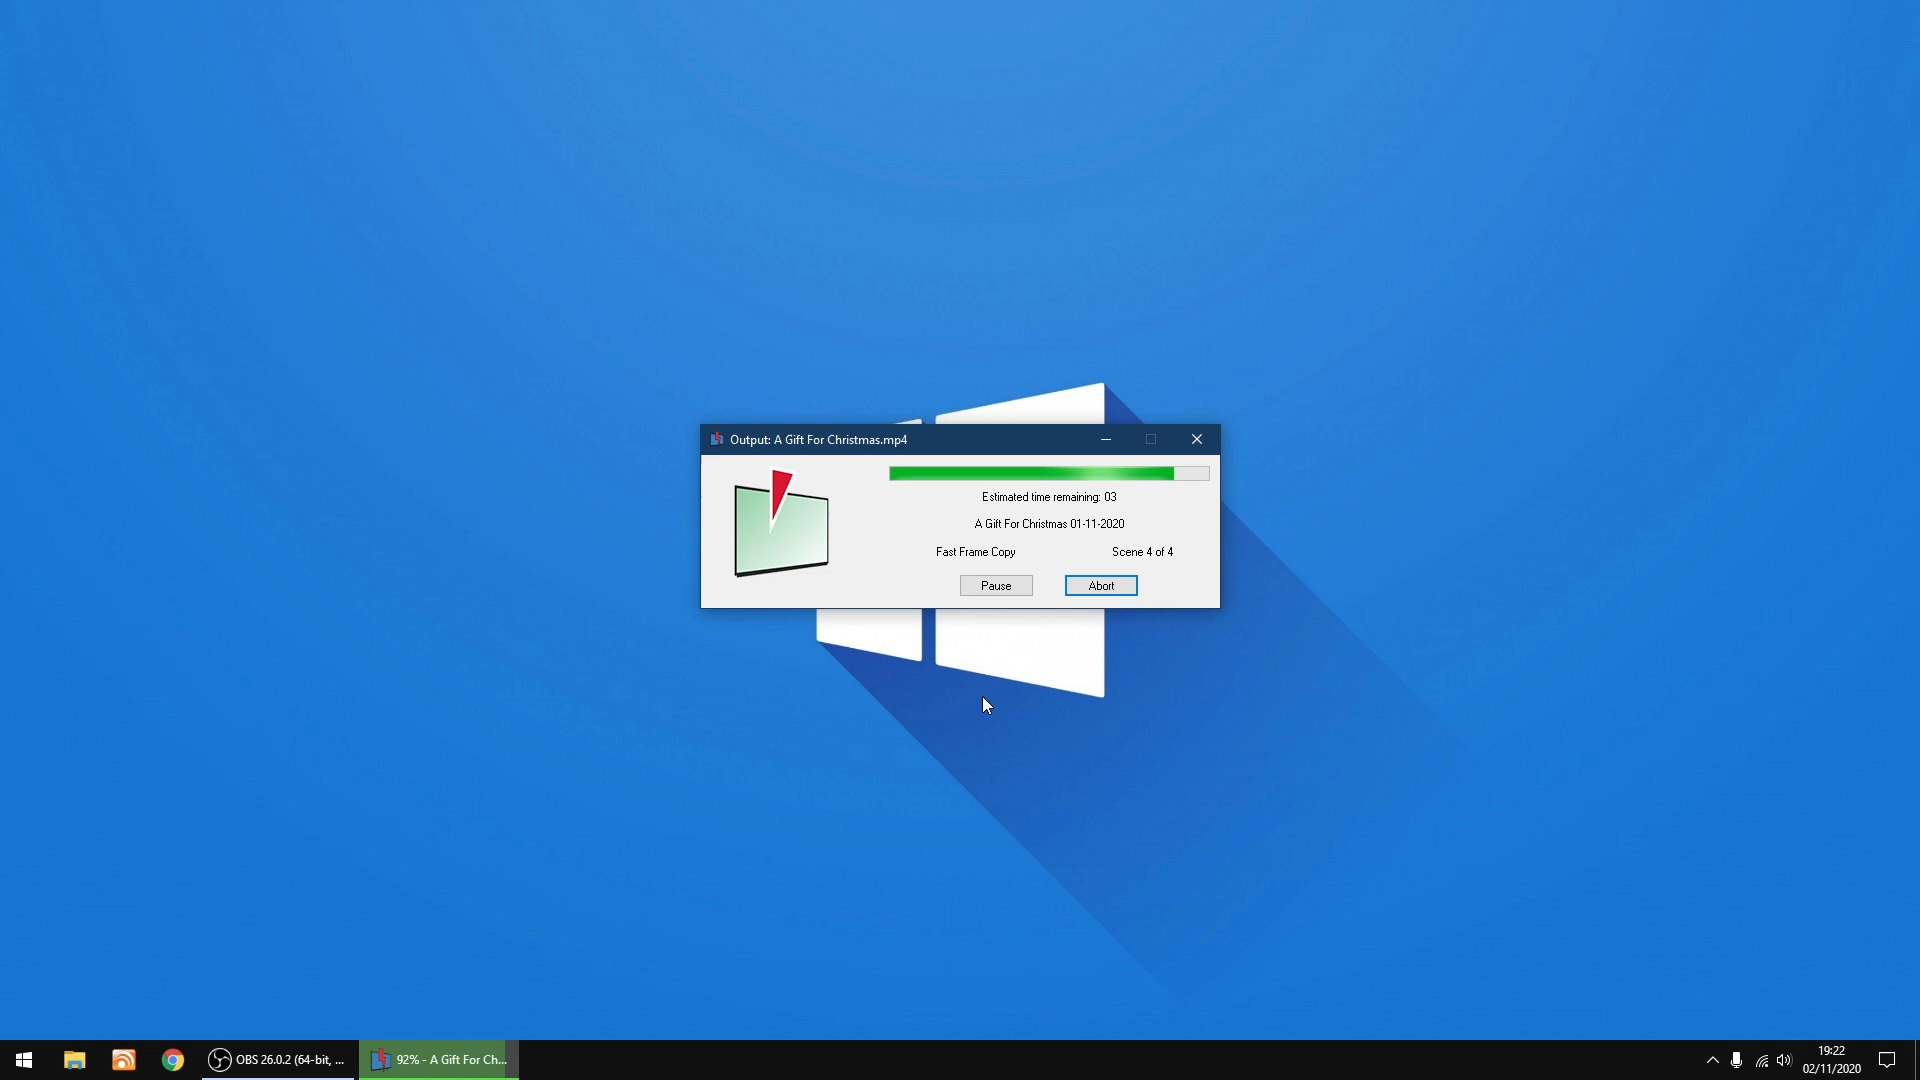 Output: A Gift For Christmas.mp4
Estimated time remaining: 03
A Gift For Christmas 01-11-2020
Fast Frame Copy
Scene 4 of 4
Pause
Abort
OBS 26.0.2 (64-bit, ...
92% - A Gift For Ch...
19:22
02/11/2020